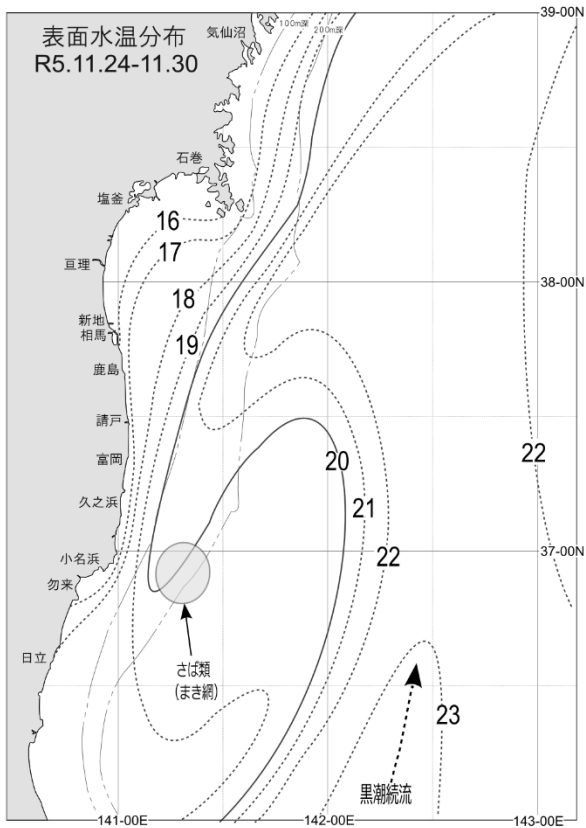 表面水温分布
R5.11.24-11.30
気仙沼
100m深
200m深
39-00N
石巻
塩釜
16
17
亘理
18
38-00N
新地
相馬
19
鹿島
請戸
富岡
20
22
久之浜
21
小名浜
22
37-00N
勿来
日立
さば類
(まき網)
23
黒潮続流
141-00E
142-00E
143-00E